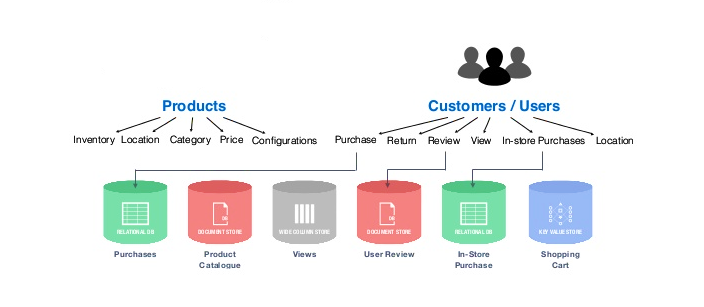 Products
Customers / Users
Inventory Location Category Price Configurations Purchase Return Review View In-store Purchases Location
RELATIONAL DB
DOCUMENT STORE
WIDE COLUMN STORE
DOCUMENT STORE
RELATIONAL DB
KEY VALUE STORE
Purchases
Product
Catalogue
Views
User Review
In-Store
Purchase
Shopping
Cart